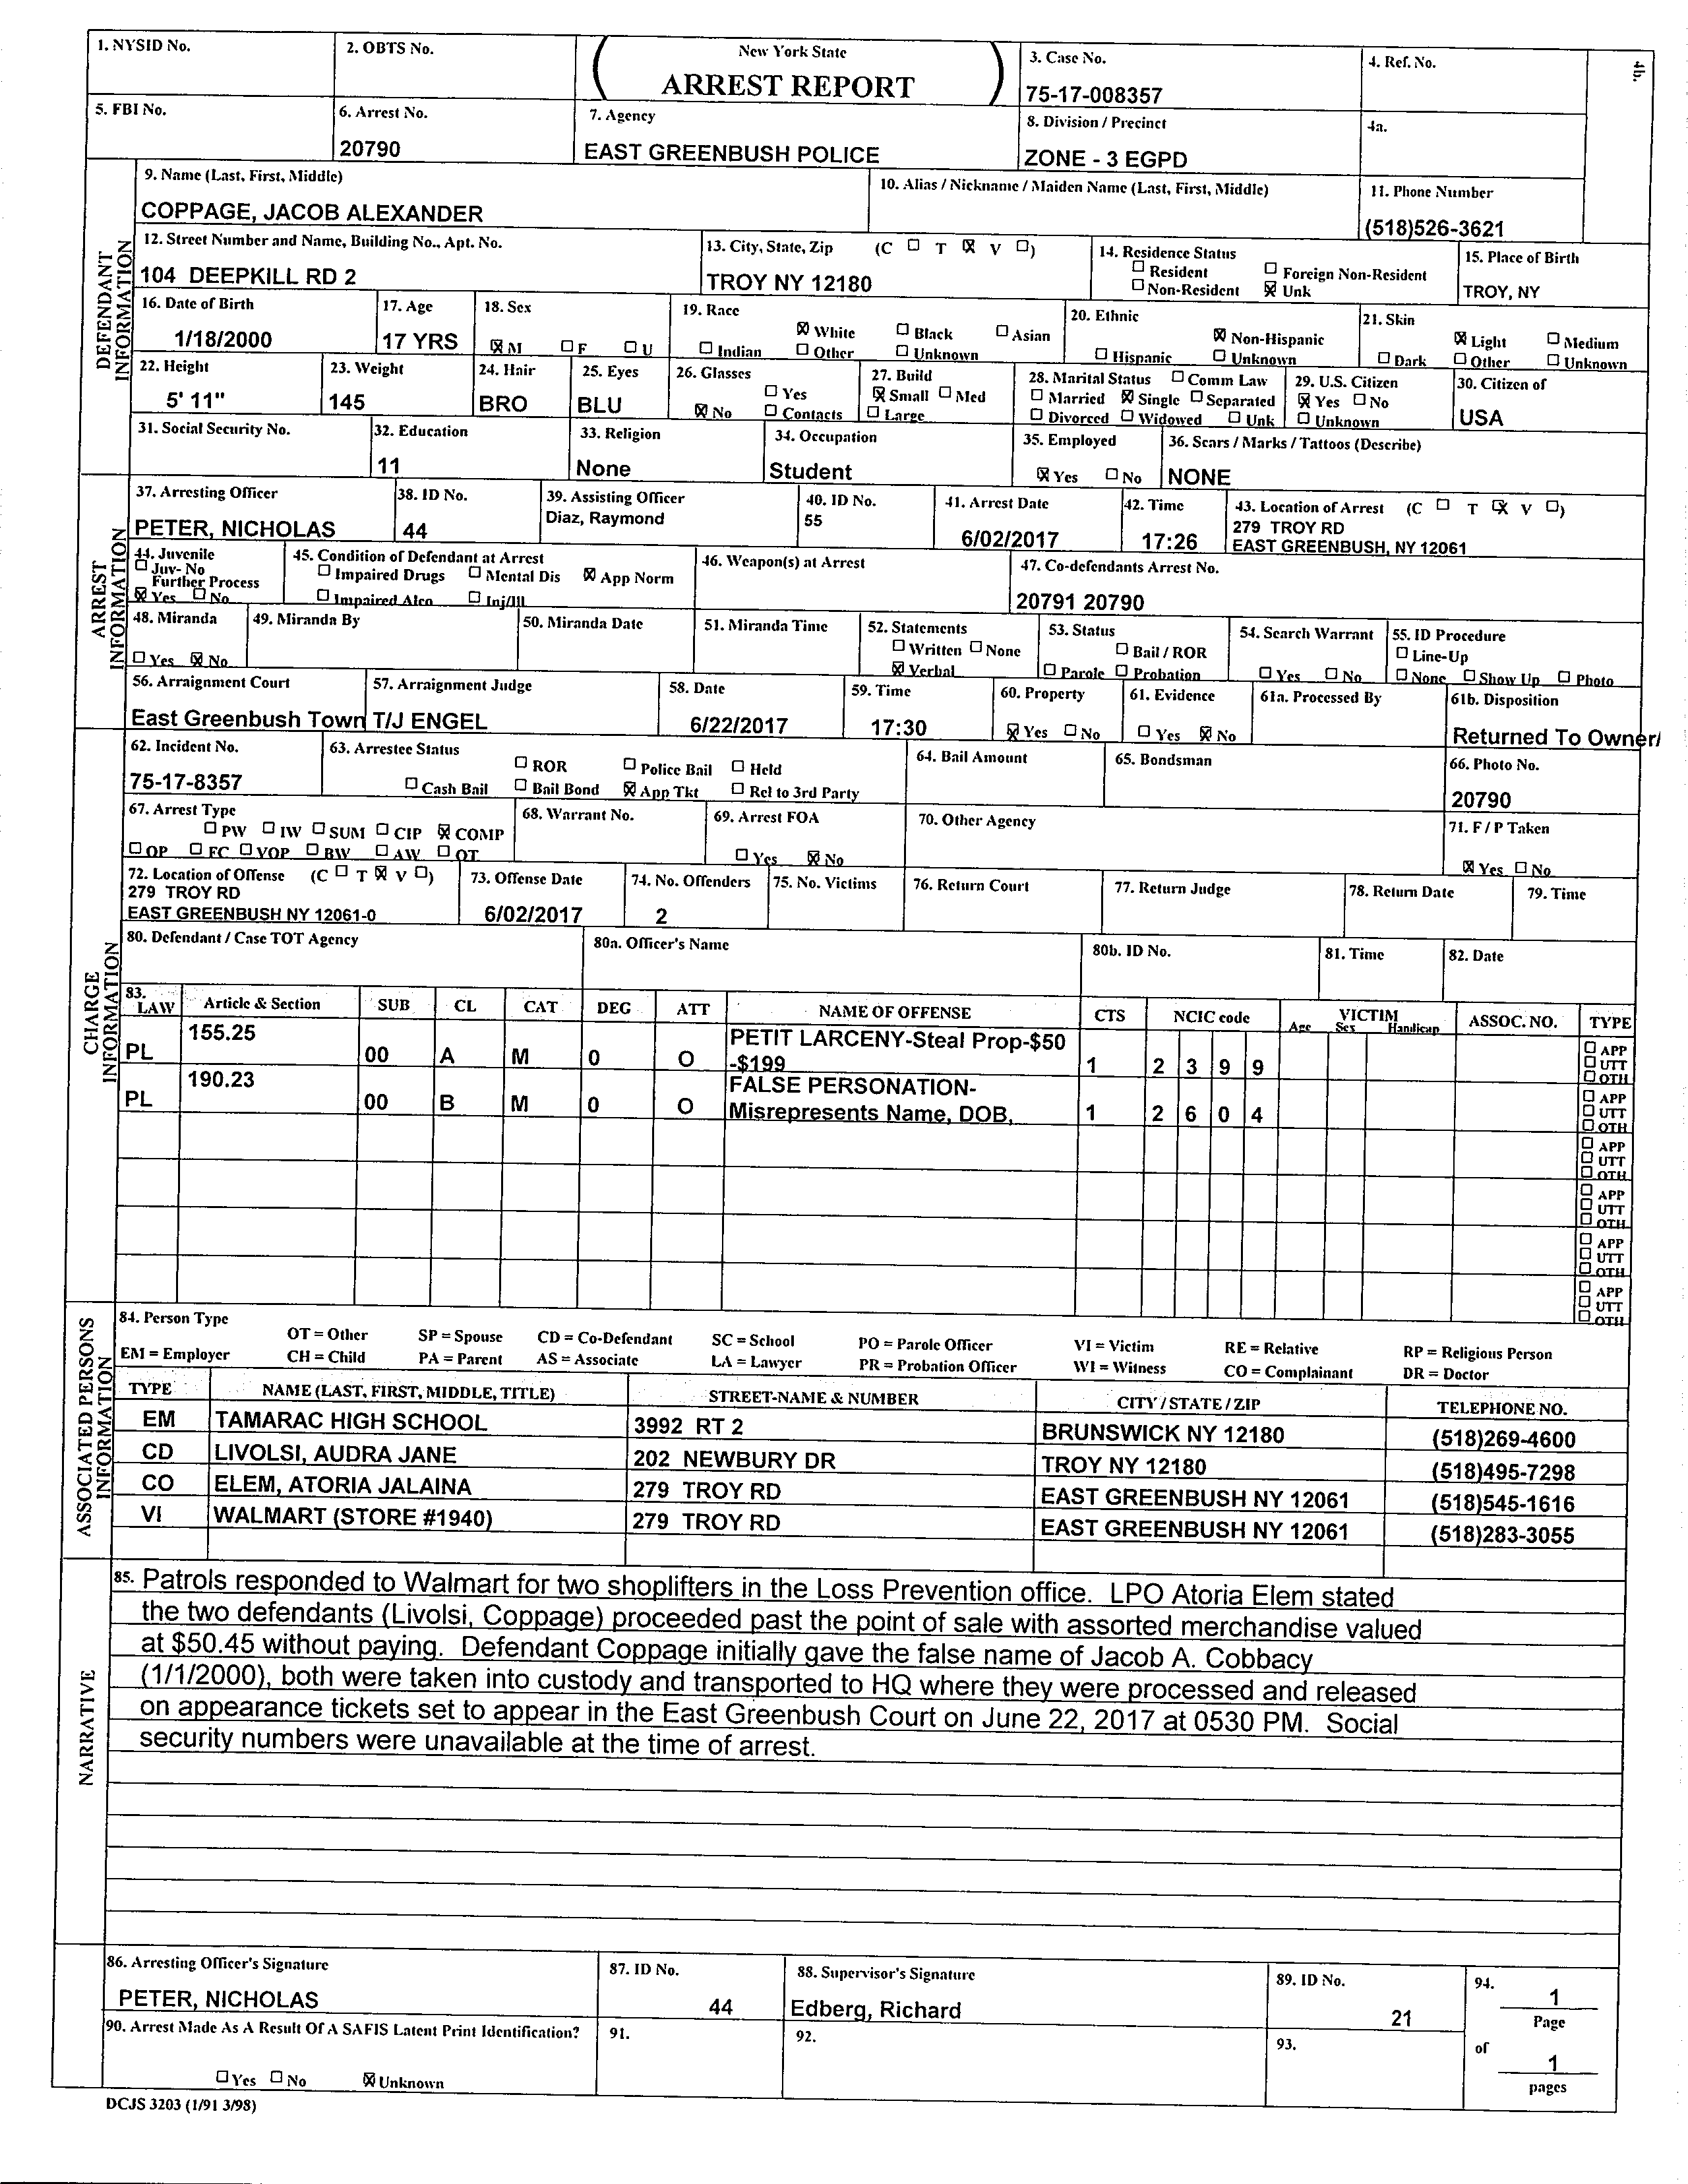 1. NYSID No.
2. OBTS No.
New York State
ARREST REPORT
3. Case No.
75-17-008357
4. Ref. No.
4b.
5. FBI No.
6. Arrest No.
20790
7. Agency
EAST GREENBUSH POLICE
8. Division / Precinct
ZONE - 3 EGPD
4a.
DEFENDANT INFORMATION
9. Name (Last, First, Middle)
COPPAGE, JACOB ALEXANDER
10. Alias / Nickname / Maiden Name (Last, First, Middle)
11. Phone Number
(518)526-3621
12. Street Number and Name, Building No., Apt. No.
104 DEEPKILL RD 2
13. City, State, Zip (C ☐ T ☒ V ☐)
TROY NY 12180
14. Residence Status
☐ Resident ☐ Foreign Non-Resident
☐ Non-Resident ☒ Unk
15. Place of Birth
TROY, NY
16. Date of Birth
1/18/2000
17. Age
17 YRS
18. Sex
☒ M ☐ F ☐ U
19. Race
☒ White ☐ Black ☐ Asian
☐ Indian ☐ Other ☐ Unknown
20. Ethnic
☒ Non-Hispanic
☐ Hispanic ☐ Unknown
21. Skin
☒ Light ☐ Medium
☐ Dark ☐ Other ☐ Unknown
22. Height
5' 11"
23. Weight
145
24. Hair
BRO
25. Eyes
BLU
26. Glasses
☐ Yes
☒ No ☐ Contacts
27. Build
☒ Small ☐ Med
☐ Large
28. Marital Status ☐ Comm Law
☐ Married ☒ Single ☐ Separated
☐ Divorced ☐ Widowed ☐ Unk
29. U.S. Citizen
☒ Yes ☐ No
☐ Unknown
30. Citizen of
USA
31. Social Security No.
32. Education
11
33. Religion
None
34. Occupation
Student
35. Employed
☒ Yes ☐ No
36. Scars / Marks / Tattoos (Describe)
NONE
ARREST INFORMATION
37. Arresting Officer
PETER, NICHOLAS
38. ID No.
44
39. Assisting Officer
Diaz, Raymond
40. ID No.
55
41. Arrest Date
6/02/2017
42. Time
17:26
43. Location of Arrest (C ☐ T ☒ V ☐)
279 TROY RD
EAST GREENBUSH, NY 12061
44. Juvenile
☐ Juv- No
Further Process
☒ Yes ☐ No
45. Condition of Defendant at Arrest
☐ Impaired Drugs ☐ Mental Dis ☒ App Norm
☐ Impaired Alco ☐ Inj/Ill
46. Weapon(s) at Arrest
47. Co-defendants Arrest No.
20791 20790
48. Miranda
☐ Yes ☒ No
49. Miranda By
50. Miranda Date
51. Miranda Time
52. Statements
☐ Written ☐ None
☒ Verbal
53. Status
☐ Bail / ROR
☐ Parole ☐ Probation
54. Search Warrant
☐ Yes ☐ No
55. ID Procedure
☐ Line-Up
☐ None ☐ Show Up ☐ Photo
56. Arraignment Court
East Greenbush Town
57. Arraignment Judge
T/J ENGEL
58. Date
6/22/2017
59. Time
17:30
60. Property
☒ Yes ☐ No
61. Evidence
☐ Yes ☒ No
61a. Processed By
61b. Disposition
Returned To Owner/
CHARGE INFORMATION
62. Incident No.
75-17-8357
63. Arrestee Status
☐ ROR ☐ Police Bail ☐ Held
☐ Cash Bail ☐ Bail Bond ☒ App Tkt ☐ Rel to 3rd Party
64. Bail Amount
65. Bondsman
66. Photo No.
20790
67. Arrest Type
☐ PW ☐ IW ☐ SUM ☐ CIP ☒ COMP
☐ OP ☐ FC ☐ VOP ☐ BW ☐ AW ☐ OT
68. Warrant No.
69. Arrest FOA
☐ Yes ☒ No
70. Other Agency
71. F / P Taken
☒ Yes ☐ No
72. Location of Offense (C ☐ T ☒ V ☐)
279 TROY RD
EAST GREENBUSH NY 12061-0
73. Offense Date
6/02/2017
74. No. Offenders
2
75. No. Victims
76. Return Court
77. Return Judge
78. Return Date
79. Time
80. Defendant / Case TOT Agency
80a. Officer's Name
80b. ID No.
81. Time
82. Date
83. LAW Article & Section SUB CL CAT DEG ATT NAME OF OFFENSE CTS NCIC code VICTIM Age Sex Handicap ASSOC. NO. TYPE
PL 155.25 00 A M 0 O PETIT LARCENY-Steal Prop-$50
-$199 1 2 3 9 9 ☐ APP ☐ UTT ☐ OTH
PL 190.23 00 B M 0 O FALSE PERSONATION-
Misrepresents Name, DOB, 1 2 6 0 4 ☐ APP ☐ UTT ☐ OTH
☐ APP ☐ UTT ☐ OTH
☐ APP ☐ UTT ☐ OTH
☐ APP ☐ UTT ☐ OTH
☐ APP ☐ UTT ☐ OTH
ASSOCIATED PERSONS INFORMATION
84. Person Type
OT = Other SP = Spouse CD = Co-Defendant SC = School PO = Parole Officer VI = Victim RE = Relative RP = Religious Person
EM = Employer CH = Child PA = Parent AS = Associate LA = Lawyer PR = Probation Officer WI = Witness CO = Complainant DR = Doctor
TYPE NAME (LAST, FIRST, MIDDLE, TITLE) STREET-NAME & NUMBER CITY / STATE / ZIP TELEPHONE NO.
EM TAMARAC HIGH SCHOOL 3992 RT 2 BRUNSWICK NY 12180 (518)269-4600
CD LIVOLSI, AUDRA JANE 202 NEWBURY DR TROY NY 12180 (518)495-7298
CO ELEM, ATORIA JALAINA 279 TROY RD EAST GREENBUSH NY 12061 (518)545-1616
VI WALMART (STORE #1940) 279 TROY RD EAST GREENBUSH NY 12061 (518)283-3055
NARRATIVE
85. Patrols responded to Walmart for two shoplifters in the Loss Prevention office. LPO Atoria Elem stated
the two defendants (Livolsi, Coppage) proceeded past the point of sale with assorted merchandise valued
at $50.45 without paying. Defendant Coppage initially gave the false name of Jacob A. Cobbacy
(1/1/2000), both were taken into custody and transported to HQ where they were processed and released
on appearance tickets set to appear in the East Greenbush Court on June 22, 2017 at 0530 PM. Social
security numbers were unavailable at the time of arrest.
86. Arresting Officer's Signature
PETER, NICHOLAS
87. ID No.
44
88. Supervisor's Signature
Edberg, Richard
89. ID No.
21
94.
1
Page
of
1
pages
90. Arrest Made As A Result Of A SAFIS Latent Print Identification?
☐ Yes ☐ No ☒ Unknown
91.
92.
93.
DCJS 3203 (1/91 3/98)